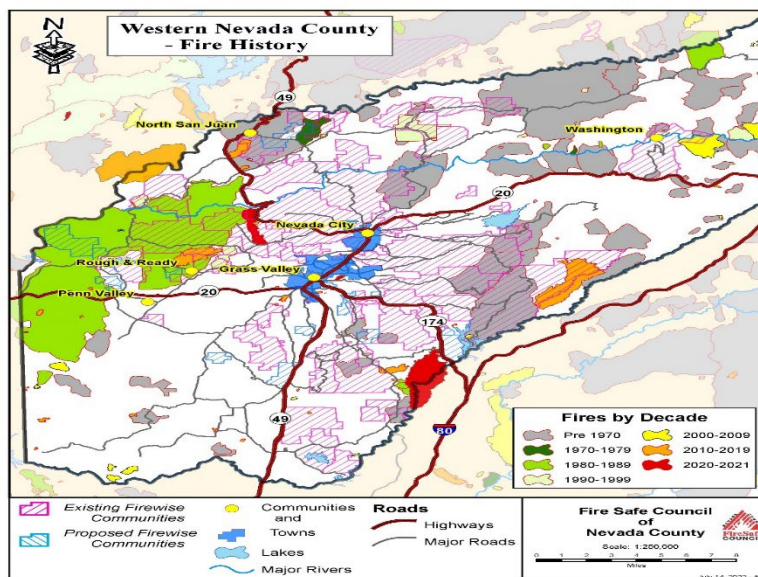 Western Nevada County
- Fire History
N
49
North San Juan
Washington
20
Nevada City
Rough & Ready
Grass Valley
Penn Valley
20
174
49
80
Fires by Decade
Pre 1970
1970-1979
1980-1989
1990-1999
2000-2009
2010-2019
2020-2021
Existing Firewise
Communities
Proposed Firewise
Communities
Communities
and
Towns
Lakes
Major Rivers
Roads
Highways
Major Roads
Fire Safe Council
of
Nevada County
Scale: 1:250,000
0 1 2 3 4 5 6 7 8
Miles
FireSafe
COUNCIL